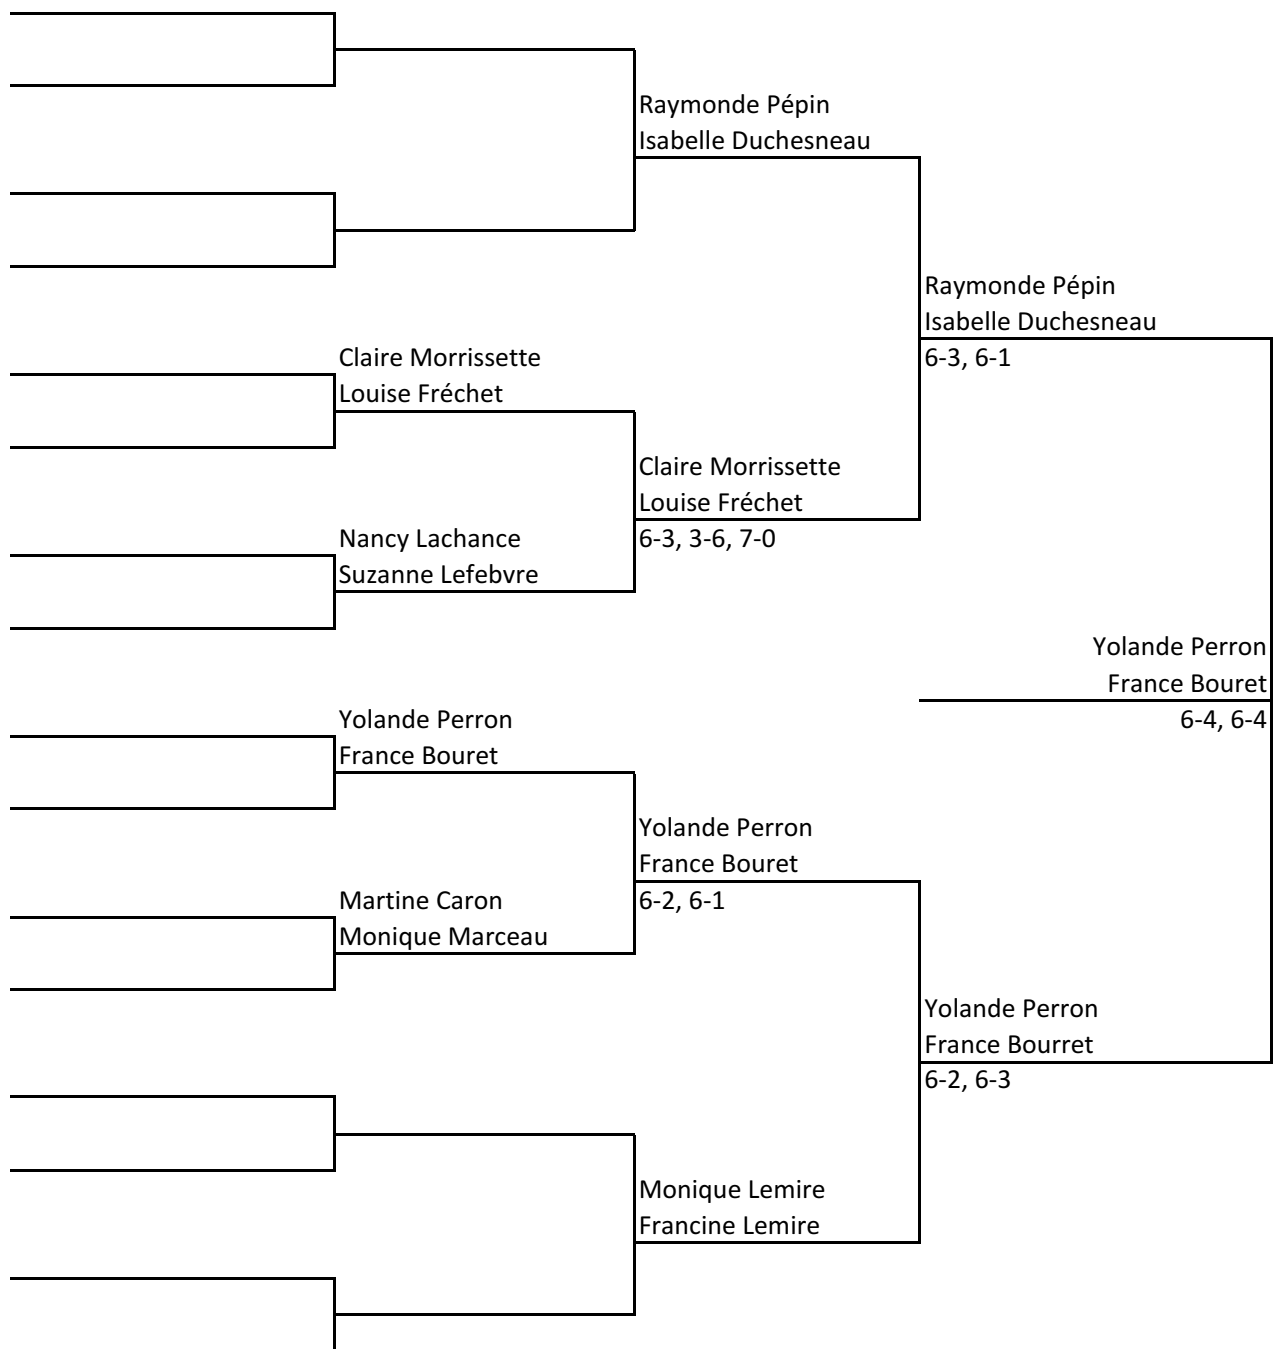 Raymonde Pépin
Isabelle Duchesneau
Raymonde Pépin
Isabelle Duchesneau
6-3, 6-1
Claire Morrissette
Louise Fréchet
Claire Morrissette
Louise Fréchet
6-3, 3-6, 7-0
Nancy Lachance
Suzanne Lefebvre
Yolande Perron
France Bouret
6-4, 6-4
Yolande Perron
France Bouret
Yolande Perron
France Bouret
6-2, 6-1
Martine Caron
Monique Marceau
Yolande Perron
France Bourret
6-2, 6-3
Monique Lemire
Francine Lemire